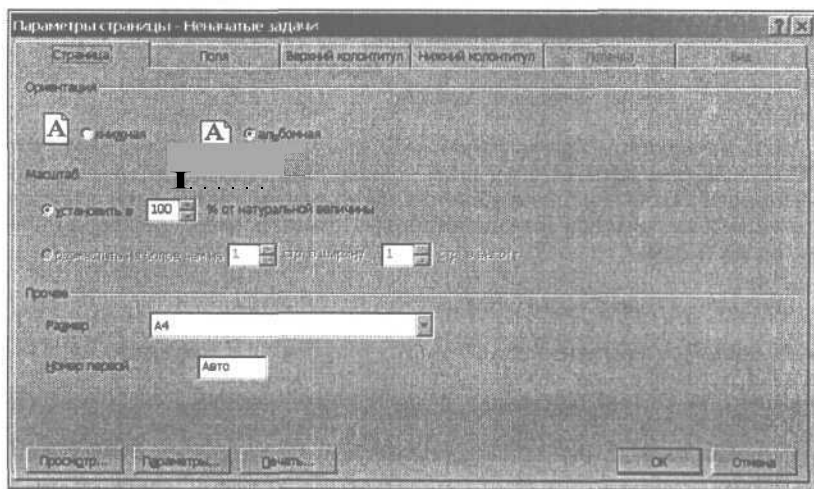 Параметры страницы - Неначатые задачи
Страница Поля Верхний колонтитул Нижний колонтитул Легенда Вид
Ориентация
A книжная A альбомная
Масштаб
установить в 100 % от натуральной величины
разместить не более чем на 1 стр. в ширину 1 стр. в высоту
Прочее
Размер A4
Номер первой Авто
Просмотр... Параметры... Печать... OK Отмена